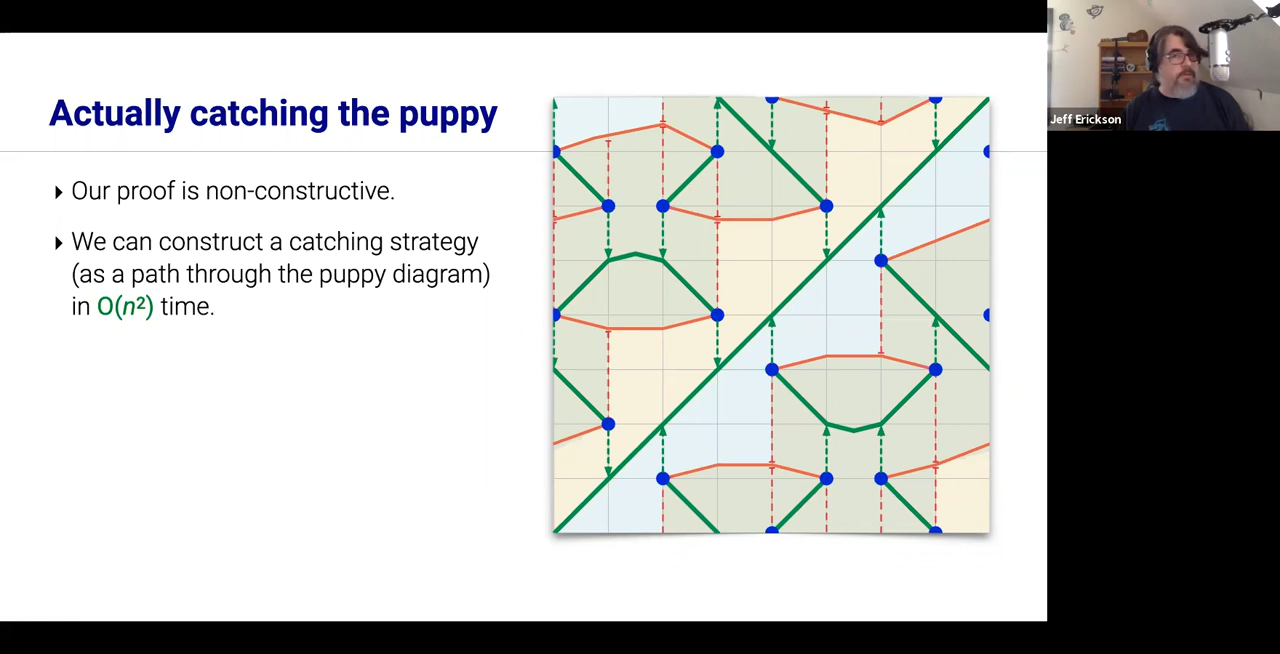 Actually catching the puppy
Our proof is non-constructive.
We can construct a catching strategy
(as a path through the puppy diagram)
in O(n²) time.
Jeff Erickson